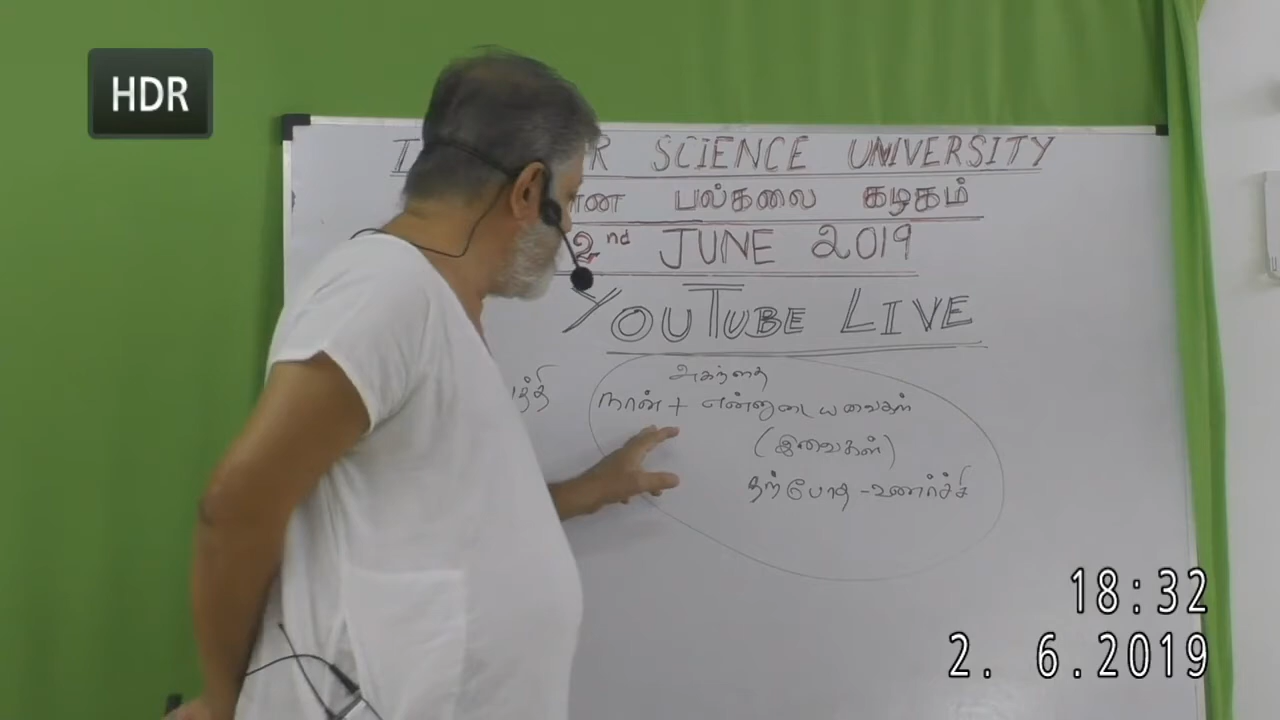 HDR
SCIENCE UNIVERSITY
பல்கலை கழகம்
2nd JUNE 2019
YOUTUBE LIVE
அகந்தை
நான் + என்னுடையவைகள்
(இவைகள்)
தற்போத - உணர்ச்சி
18:32
2. 6.2019